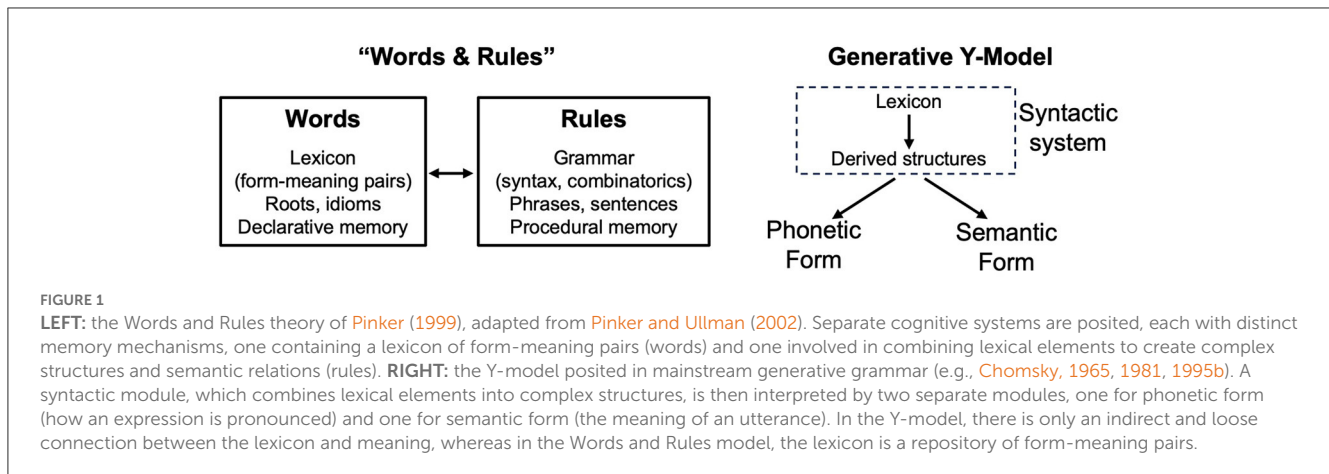 “Words & Rules”
Words
Lexicon
(form-meaning pairs)
Roots, idioms
Declarative memory
Rules
Grammar
(syntax, combinatorics)
Phrases, sentences
Procedural memory
Generative Y-Model
Lexicon
Derived structures
Syntactic
system
Phonetic
Form
Semantic
Form
FIGURE 1
LEFT: the Words and Rules theory of Pinker (1999), adapted from Pinker and Ullman (2002). Separate cognitive systems are posited, each with distinct
memory mechanisms, one containing a lexicon of form-meaning pairs (words) and one involved in combining lexical elements to create complex
structures and semantic relations (rules). RIGHT: the Y-model posited in mainstream generative grammar (e.g., Chomsky, 1965, 1981, 1995b). A
syntactic module, which combines lexical elements into complex structures, is then interpreted by two separate modules, one for phonetic form
(how an expression is pronounced) and one for semantic form (the meaning of an utterance). In the Y-model, there is only an indirect and loose
connection between the lexicon and meaning, whereas in the Words and Rules model, the lexicon is a repository of form-meaning pairs.